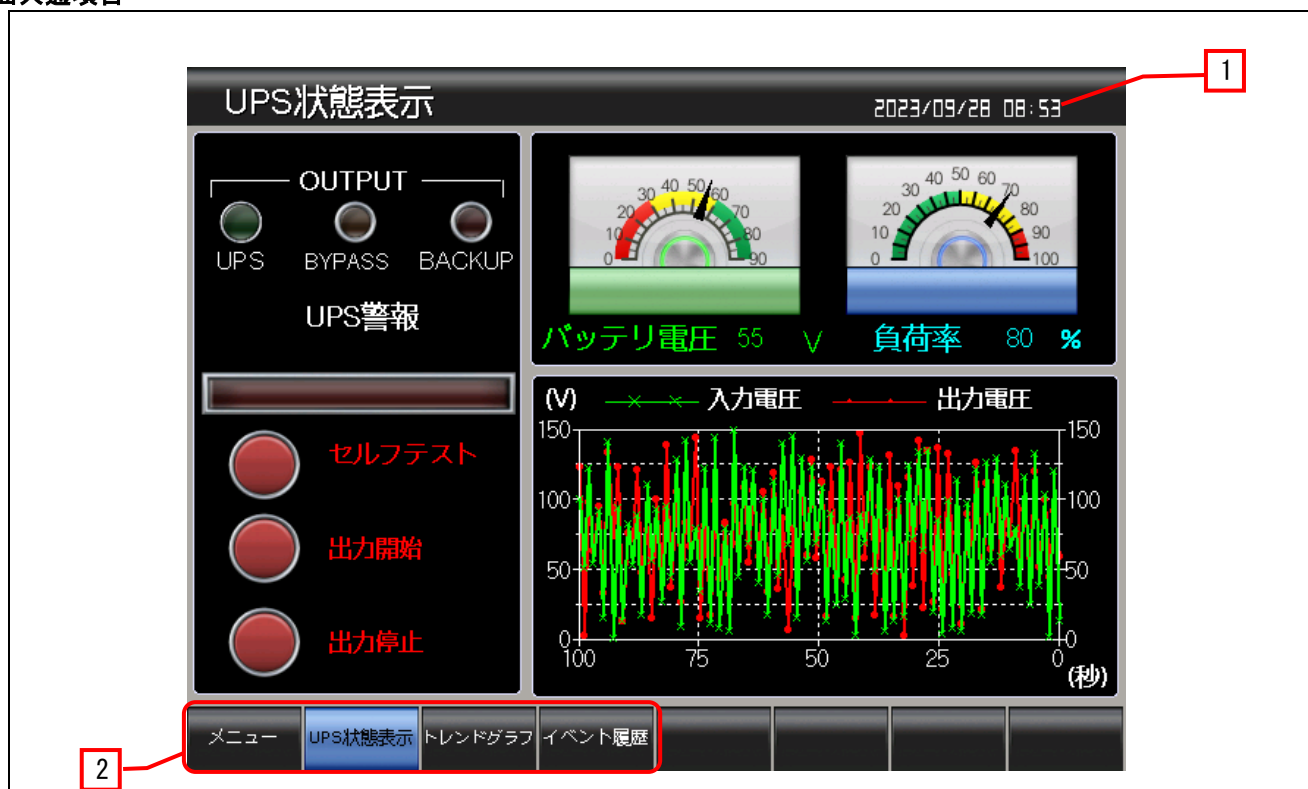 1
UPS状態表示
2023/09/28 08:53
OUTPUT
UPS BYPASS BACKUP
UPS警報
セルフテスト
出力開始
出力停止
0 10 20 30 40 50 60 70 80 90
バッテリ電圧 55 V
0 10 20 30 40 50 60 70 80 90 100
負荷率 80 %
(V) 入力電圧 出力電圧
150 150
100 100
50 50
0 0
100 75 50 25 0
(秒)
メニュー UPS状態表示 トレンドグラフ イベント履歴
2